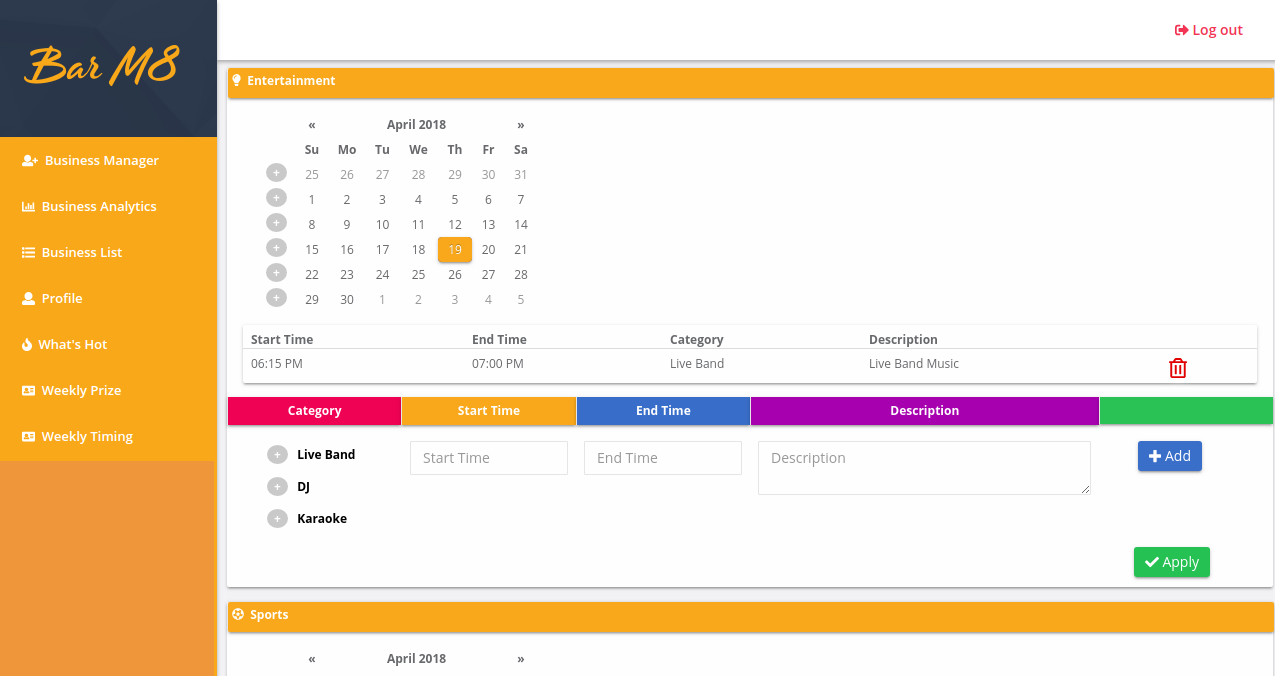 Bar M8
Log out
Business Manager
Business Analytics
Business List
Profile
What's Hot
Weekly Prize
Weekly Timing
Entertainment
« April 2018 »
Su Mo Tu We Th Fr Sa
+ 25 26 27 28 29 30 31
+ 1 2 3 4 5 6 7
+ 8 9 10 11 12 13 14
+ 15 16 17 18 19 20 21
+ 22 23 24 25 26 27 28
+ 29 30 1 2 3 4 5
Start Time End Time Category Description
06:15 PM 07:00 PM Live Band Live Band Music
Category Start Time End Time Description
+ Live Band Start Time End Time Description + Add
+ DJ
+ Karaoke
Apply
Sports
« April 2018 »